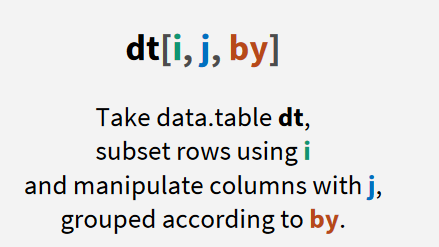 dt[i, j, by]
Take data.table dt,
subset rows using i
and manipulate columns with j,
grouped according to by.